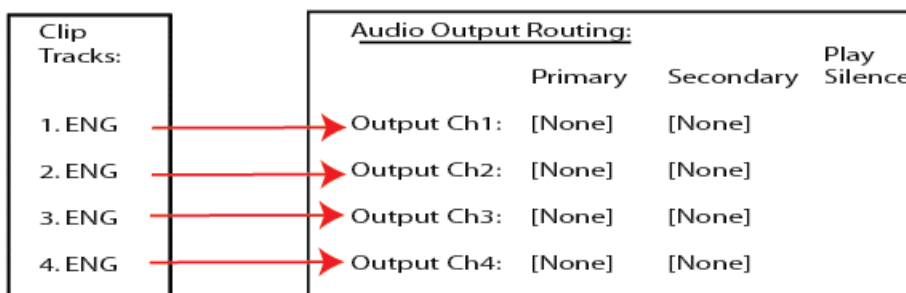 Clip
Tracks:
1. ENG
2. ENG
3. ENG
4. ENG
Audio Output Routing:
Primary Secondary Play Silence
Output Ch1: [None] [None]
Output Ch2: [None] [None]
Output Ch3: [None] [None]
Output Ch4: [None] [None]